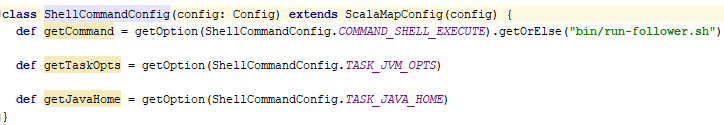 class ShellCommandConfig(config: Config) extends ScalaMapConfig(config) {
def getCommand = getOption(ShellCommandConfig.COMMAND_SHELL_EXECUTE).getOrElse("bin/run-follower.sh")
def getTaskOpts = getOption(ShellCommandConfig.TASK_JVM_OPTS)
def getJavaHome = getOption(ShellCommandConfig.TASK_JAVA_HOME)
}